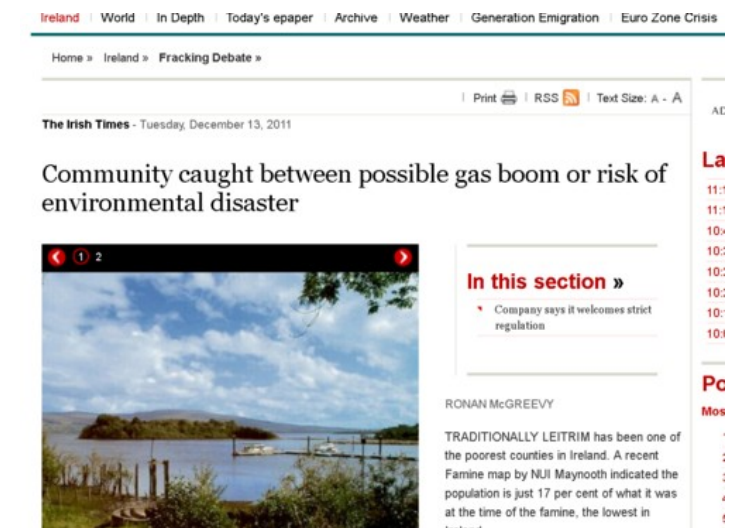 Ireland World In Depth Today's epaper Archive Weather Generation Emigration Euro Zone Crisis
Home » Ireland » Fracking Debate »
Print RSS Text Size: A - A
The Irish Times - Tuesday, December 13, 2011
Community caught between possible gas boom or risk of
environmental disaster
1 2
In this section »
Company says it welcomes strict
regulation
RONAN McGREEVY
TRADITIONALLY LEITRIM has been one of
the poorest counties in Ireland. A recent
Famine map by NUI Maynooth indicated the
population is just 17 per cent of what it was
at the time of the famine, the lowest in